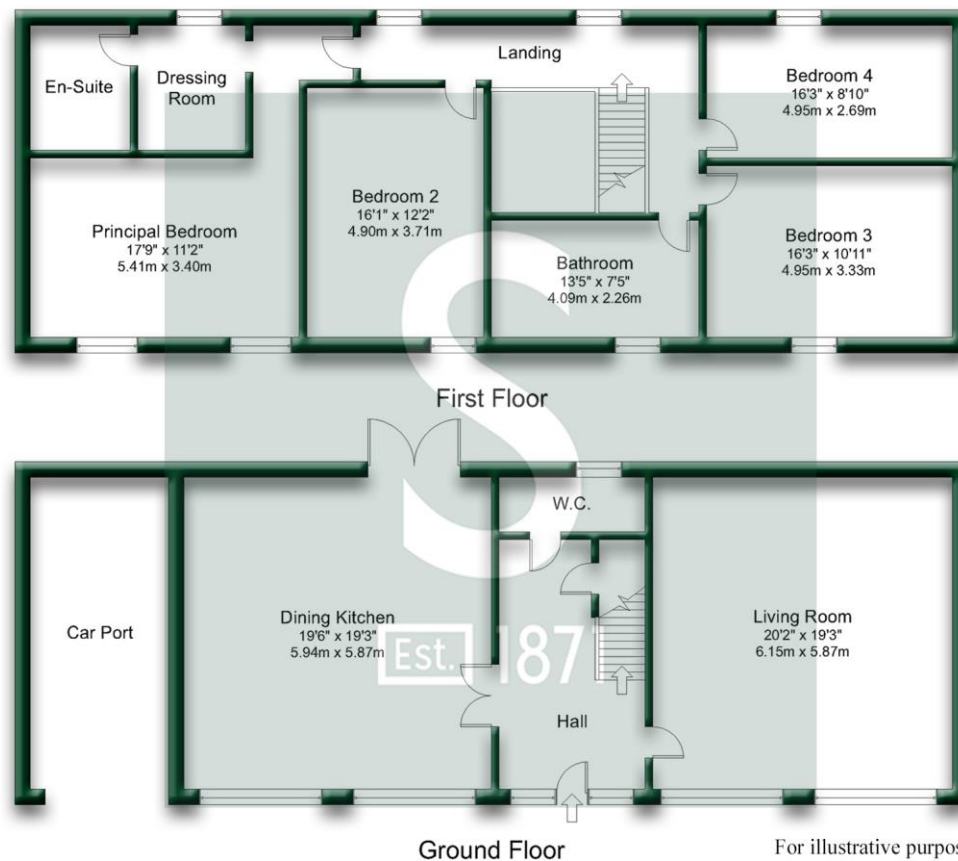 En-Suite
Dressing
Room
Landing
Bedroom 4
16'3" x 8'10"
4.95m x 2.69m
Principal Bedroom
17'9" x 11'2"
5.41m x 3.40m
Bedroom 2
16'1" x 12'2"
4.90m x 3.71m
Bathroom
13'5" x 7'5"
4.09m x 2.26m
Bedroom 3
16'3" x 10'11"
4.95m x 3.33m
First Floor
S
W.C.
Car Port
Dining Kitchen
19'6" x 19'3"
5.94m x 5.87m
Est. 1871
Hall
Living Room
20'2" x 19'3"
6.15m x 5.87m
Ground Floor
For illustrative